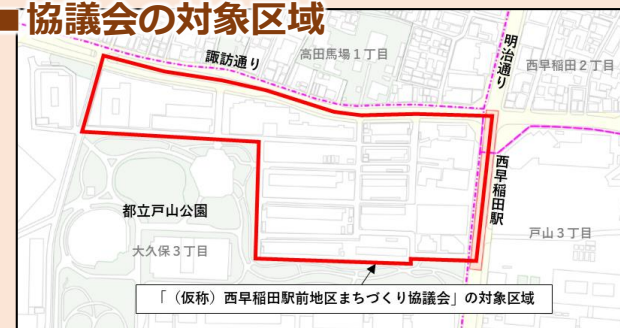 ■協議会の対象区域
諏訪通り
高田馬場1丁目
明治通り
西早稲田2丁目
西早稲田駅
都立戸山公園
大久保3丁目
戸山3丁目
「（仮称）西早稲田駅前地区まちづくり協議会」の対象区域